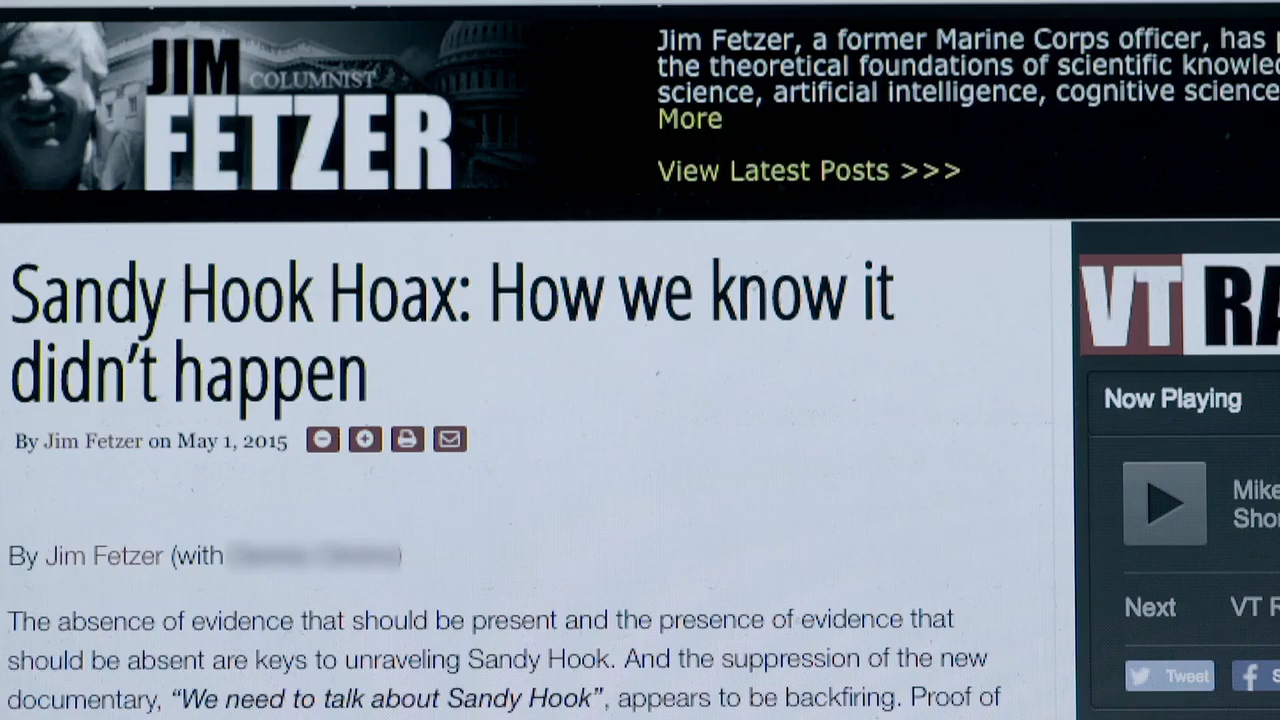 JIM
COLUMNIST
FETZER
Jim Fetzer, a former Marine Corps officer, has
the theoretical foundations of scientific
science, artificial intelligence, cognitive science
More
View Latest Posts >>>
Sandy Hook Hoax: How we know it
didn't happen
By Jim Fetzer on May 1, 2015
By Jim Fetzer (with
The absence of evidence that should be present and the presence of evidence that
should be absent are keys to unraveling Sandy Hook. And the suppression of the new
documentary, “We need to talk about Sandy Hook”, appears to be backfiring. Proof of
VT
Now Playing
Mike
Next
VT
Tweet